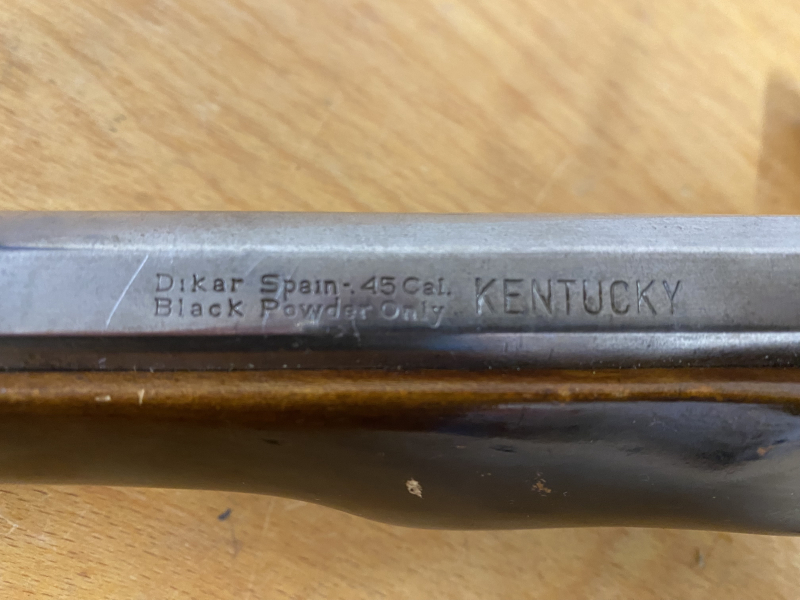 Dikar Spain-.45 Cal.
Black Powder Only
KENTUCKY